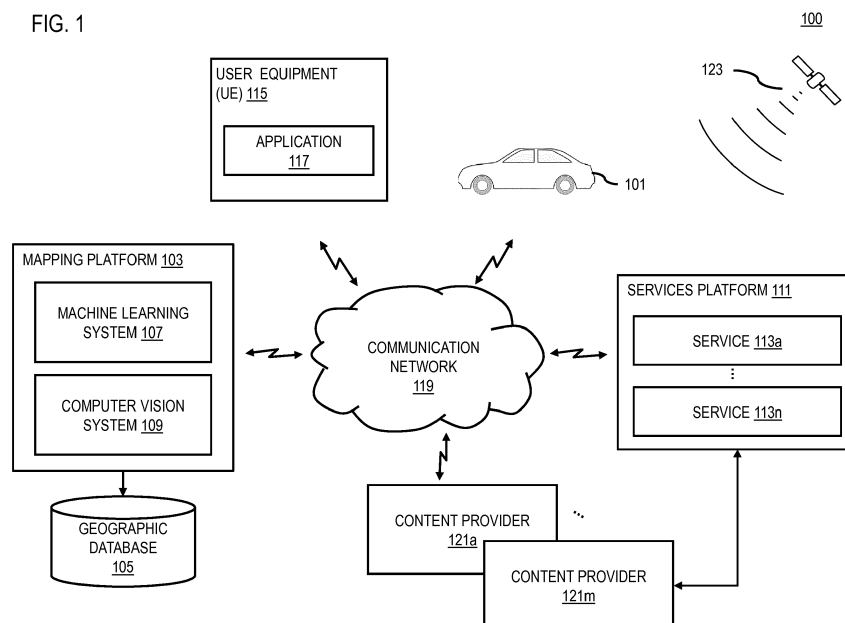 FIG. 1
100
USER EQUIPMENT
(UE) 115
APPLICATION
117
123
101
MAPPING PLATFORM 103
MACHINE LEARNING
SYSTEM 107
COMPUTER VISION
SYSTEM 109
COMMUNICATION
NETWORK
119
SERVICES PLATFORM 111
SERVICE 113a
...
SERVICE 113n
GEOGRAPHIC
DATABASE
105
CONTENT PROVIDER
121a
...
CONTENT PROVIDER
121m